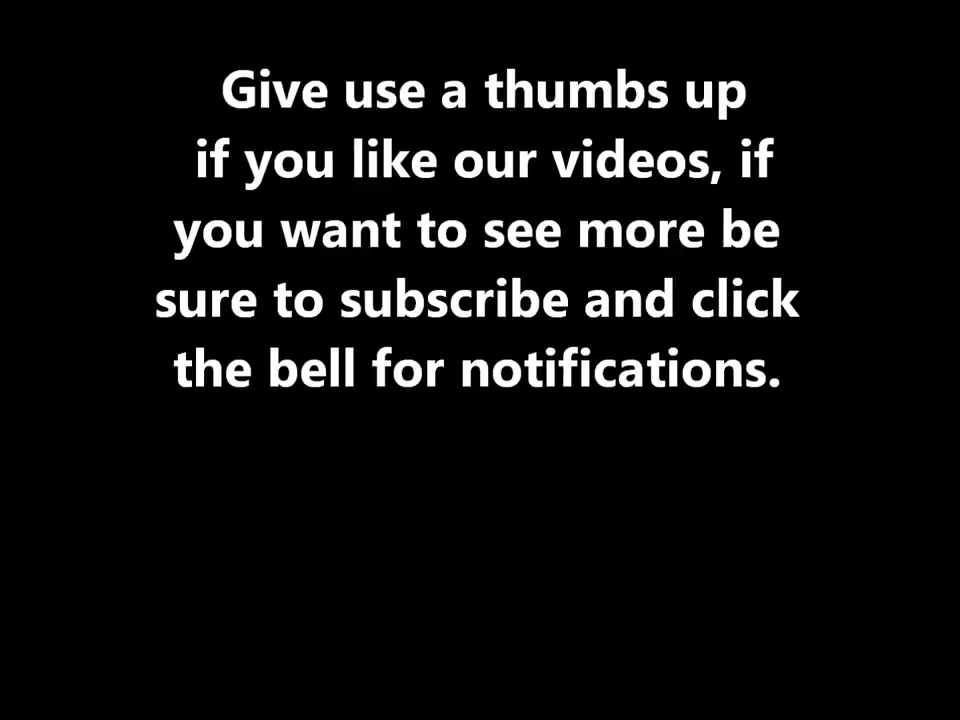 Give use a thumbs up
if you like our videos, if
you want to see more be
sure to subscribe and click
the bell for notifications.